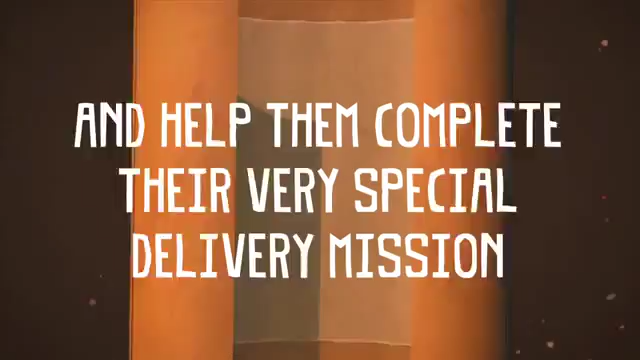 AND HELP THEM COMPLETE
THEIR VERY SPECIAL
DELIVERY MISSION